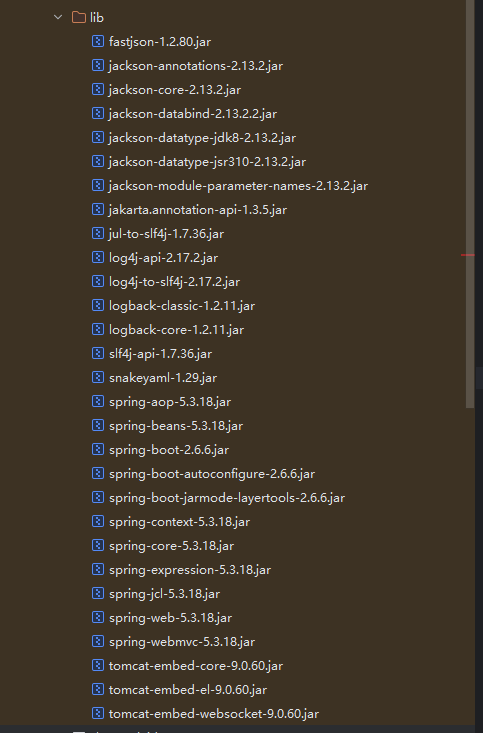 lib
fastjson-1.2.80.jar
jackson-annotations-2.13.2.jar
jackson-core-2.13.2.jar
jackson-databind-2.13.2.2.jar
jackson-datatype-jdk8-2.13.2.jar
jackson-datatype-jsr310-2.13.2.jar
jackson-module-parameter-names-2.13.2.jar
jakarta.annotation-api-1.3.5.jar
jul-to-slf4j-1.7.36.jar
log4j-api-2.17.2.jar
log4j-to-slf4j-2.17.2.jar
logback-classic-1.2.11.jar
logback-core-1.2.11.jar
slf4j-api-1.7.36.jar
snakeyaml-1.29.jar
spring-aop-5.3.18.jar
spring-beans-5.3.18.jar
spring-boot-2.6.6.jar
spring-boot-autoconfigure-2.6.6.jar
spring-boot-jarmode-layertools-2.6.6.jar
spring-context-5.3.18.jar
spring-core-5.3.18.jar
spring-expression-5.3.18.jar
spring-jcl-5.3.18.jar
spring-web-5.3.18.jar
spring-webmvc-5.3.18.jar
tomcat-embed-core-9.0.60.jar
tomcat-embed-el-9.0.60.jar
tomcat-embed-websocket-9.0.60.jar